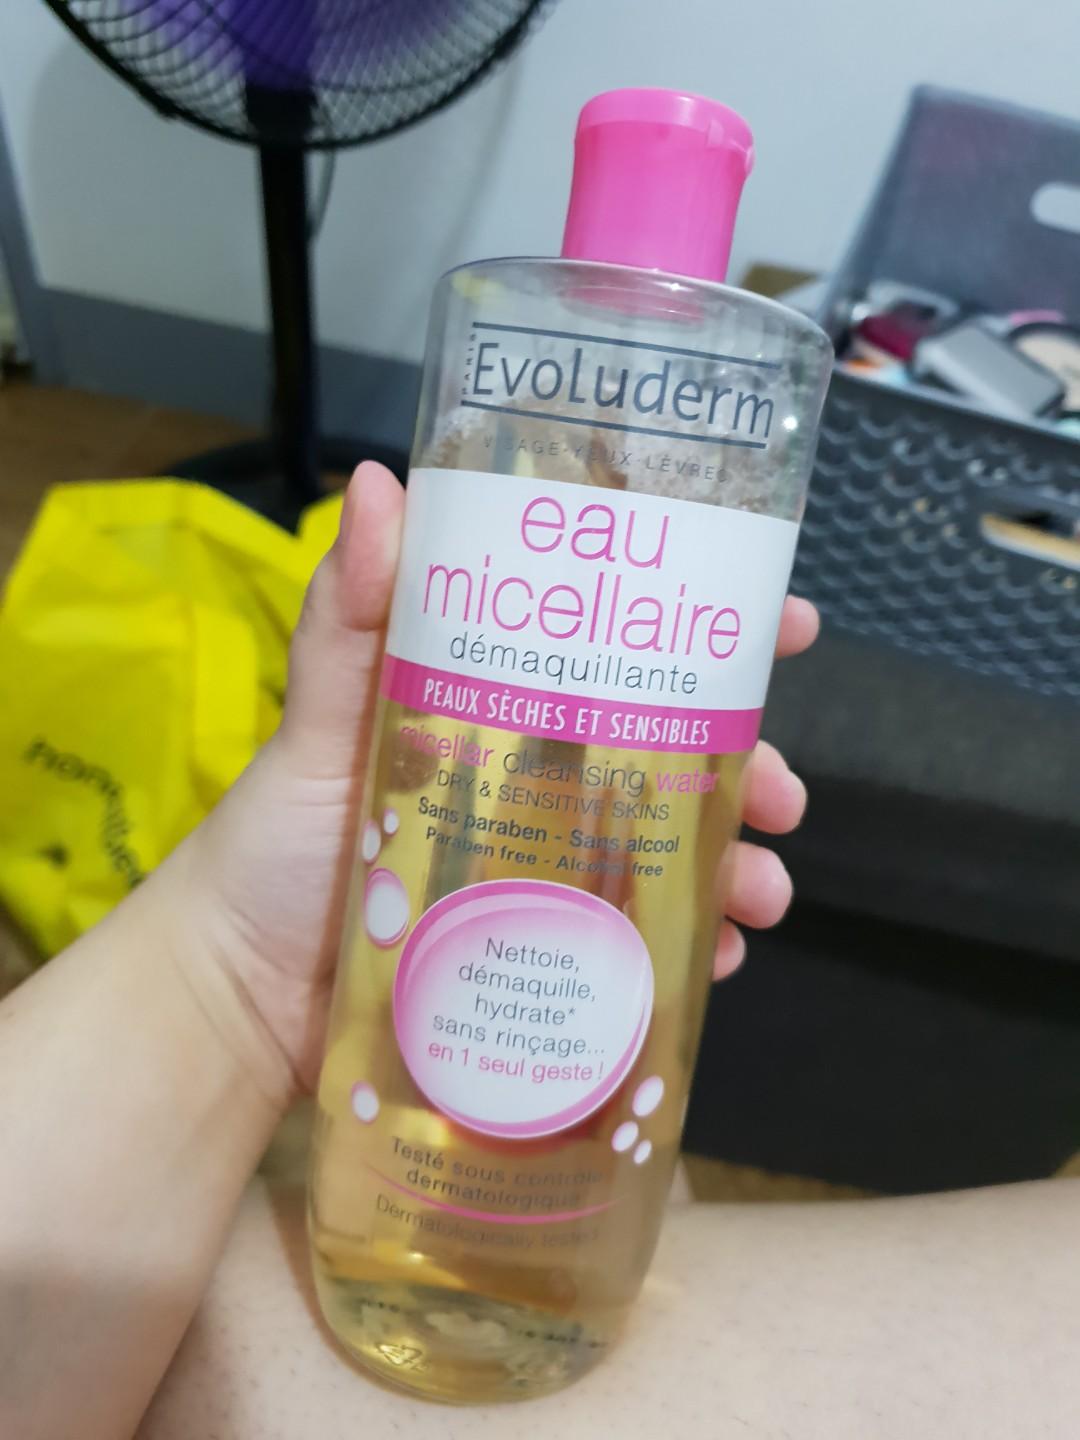 PARIS
EvoLuderm
VISAGE·YEUX·LÈVRES
eau
micellaire
démaquillante
PEAUX SÈCHES ET SENSIBLES
micellar cleansing water
DRY & SENSITIVE SKINS
Sans paraben - Sans alcool
Paraben free - Alcohol free
Nettoie,
démaquille,
hydrate*
sans rinçage...
en 1 seul geste !
Testé sous contrôle
dermatologique
Dermatologically tested